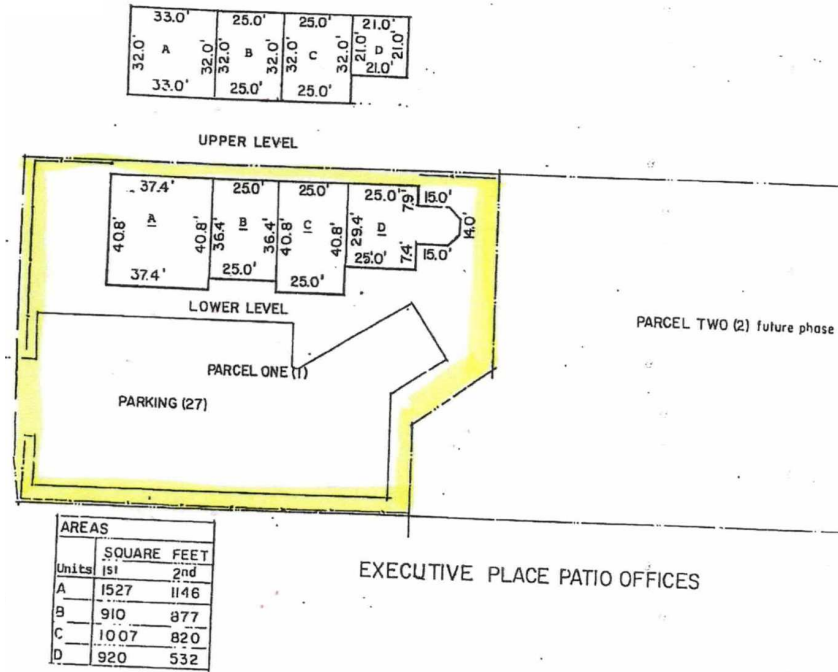 33.0' 25.0' 25.0' 21.0'
32.0' A 32.0' 32.0' B 32.0' 32.0' C 32.0' 21.0' D 21.0'
33.0' 25.0' 25.0' 21.0'
UPPER LEVEL
37.4' 25.0' 25.0' 25.0' 7.9' 15.0'
40.8' A 40.8' 36.4' B 36.4' 40.8' C 40.8' 29.4' D 14.0'
37.4' 25.0' 25.0' 25.0' 7.4' 15.0'
LOWER LEVEL
PARCEL TWO (2) future phase
PARCEL ONE (1)
PARKING (27)
AREAS
SQUARE FEET
Units 1st 2nd
A 1527 1146
B 910 877
C 1007 820
D 920 532
EXECUTIVE PLACE PATIO OFFICES